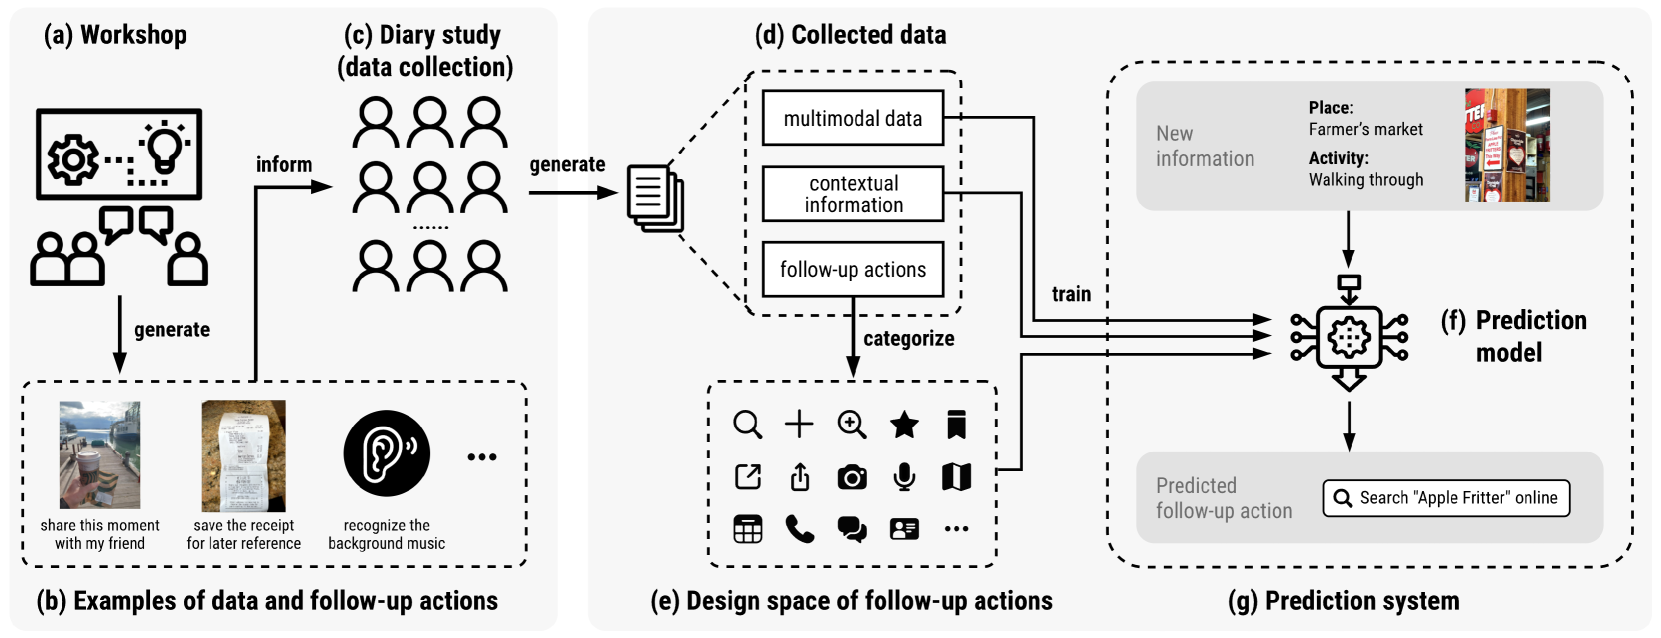 (a) Workshop
(c) Diary study
(data collection)
inform
generate
......
generate
share this moment
with my friend
save the receipt
for later reference
recognize the
background music
(b) Examples of data and follow-up actions
(d) Collected data
multimodal data
contextual
information
follow-up actions
categorize
train
(e) Design space of follow-up actions
New
information
Place:
Farmer's market
Activity:
Walking through
(f) Prediction
model
Predicted
follow-up action
Search "Apple Fritter" online
(g) Prediction system